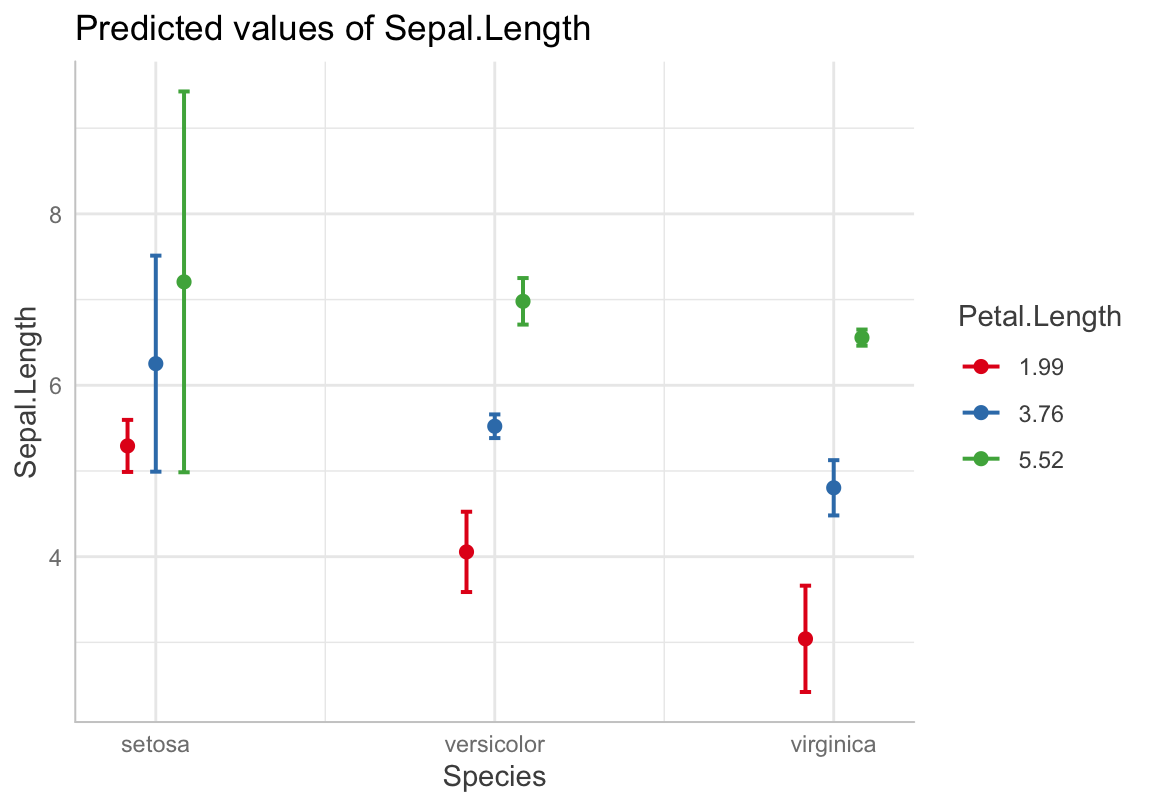 Predicted values of Sepal.Length
Sepal.Length
8
6
4
setosa
versicolor
virginica
Species
Petal.Length
1.99
3.76
5.52